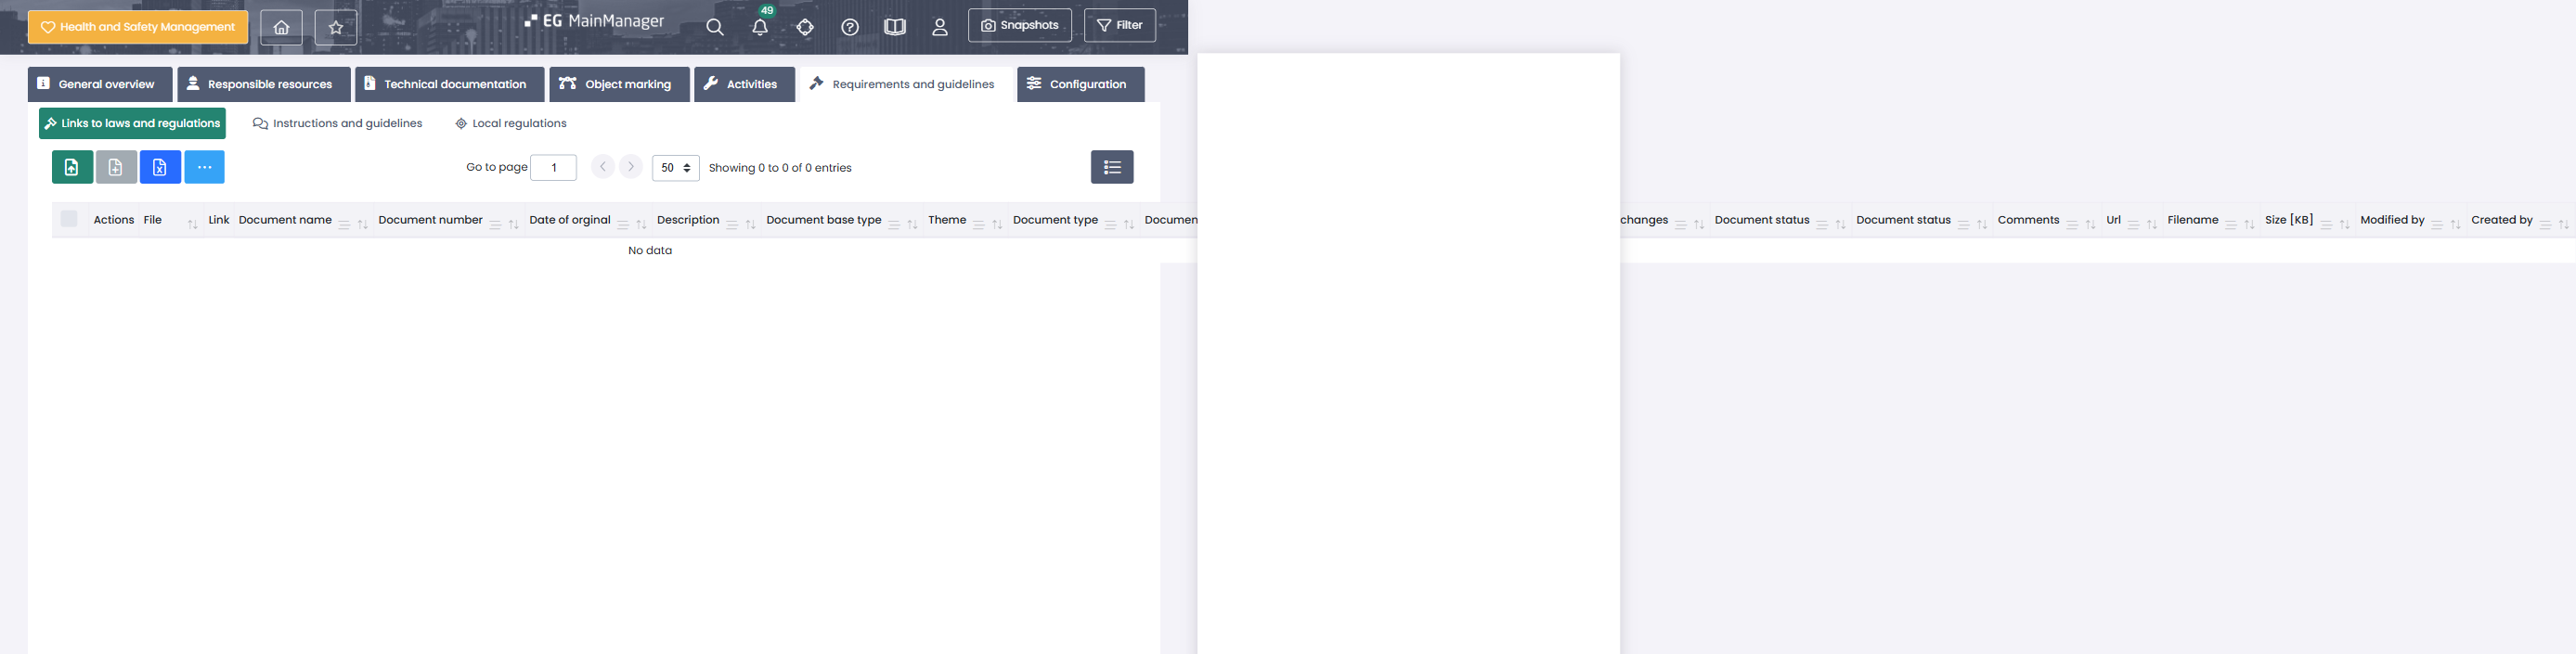 Health and Safety Management
EG MainManager
49
Snapshots
Filter
General overview
Responsible resources
Technical documentation
Object marking
Activities
Requirements and guidelines
Configuration
Links to laws and regulations
Instructions and guidelines
Local regulations
Go to page 1 50 Showing 0 to 0 of 0 entries
Actions File Link Document name Document number Date of orginal Description Document base type Theme Document type Documen changes Document status Document status Comments Url Filename Size [KB] Modified by Created by
No data